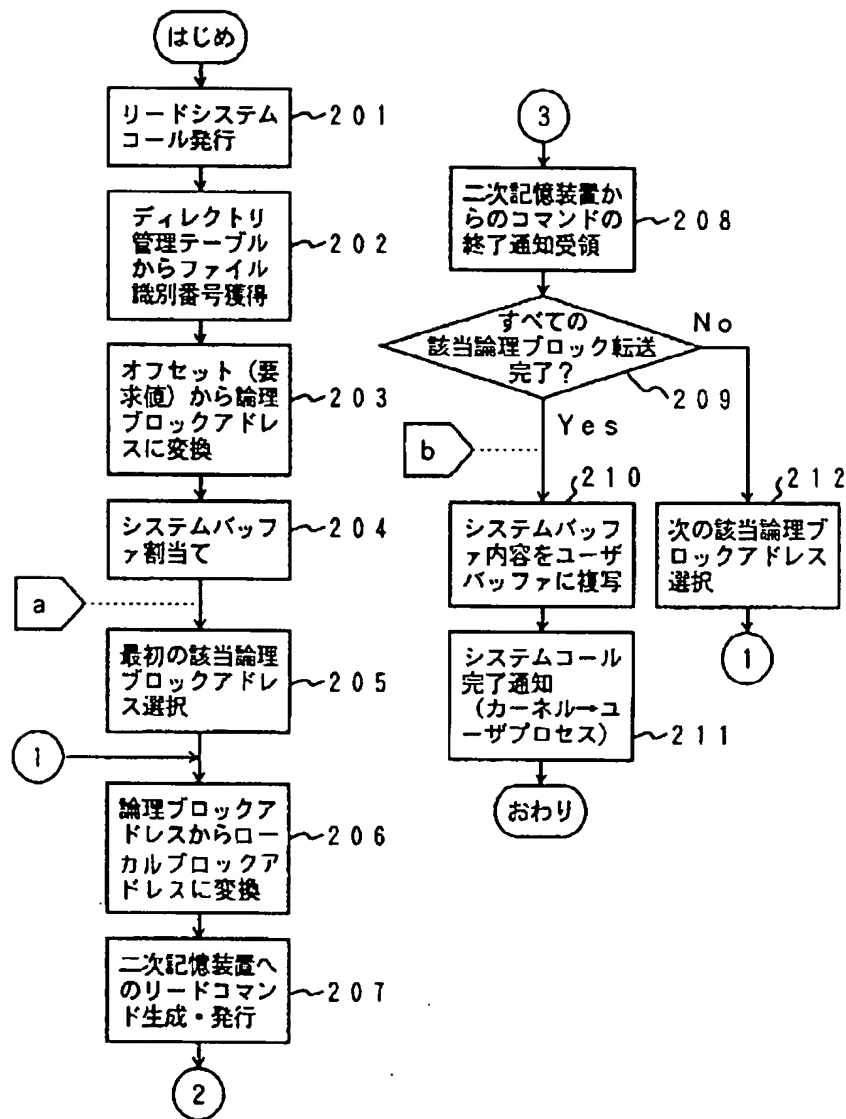 はじめ
リードシステム
コール発行
201
ディレクトリ
管理テーブル
からファイル
識別番号獲得
202
オフセット（要
求値）から論理
ブロックアドレ
スに変換
203
システムバッフ
ァ割当て
204
a
最初の該当論理
ブロックアドレ
ス選択
205
1
論理ブロックア
ドレスからロー
カルブロックア
ドレスに変換
206
二次記憶装置へ
のリードコマン
ド生成・発行
207
2
3
二次記憶装置か
らのコマンドの
終了通知受領
208
すべての
該当論理ブロック転送
完了？
No
209
Yes
b
210
システムバッフ
ァ内容をユーザ
バッファに複写
212
次の該当論理ブ
ロックアドレス
選択
1
システムコール
完了通知
（カーネル→ユ
ーザプロセス）
211
おわり